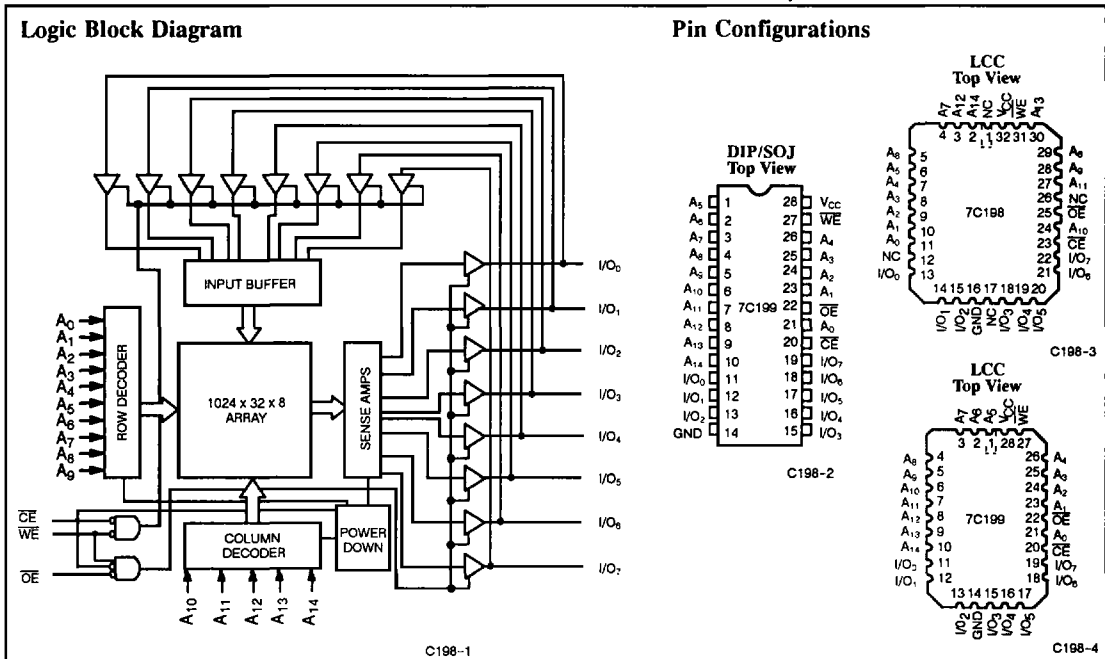 Logic Block Diagram
INPUT BUFFER
A0
A1
A2
A3
A4
A5
A6
A7
A8
A9
ROW DECODER
1024 x 32 x 8
ARRAY
SENSE AMPS
I/O0
I/O1
I/O2
I/O3
I/O4
I/O5
I/O6
I/O7
CE
WE
OE
COLUMN
DECODER
POWER
DOWN
A10
A11
A12
A13
A14
C198-1
Pin Configurations
DIP/SOJ
Top View
A5 1 28 VCC
A6 2 27 WE
A7 3 26 A4
A8 4 25 A3
A9 5 24 A2
A10 6 23 A1
A11 7 7C199 22 OE
A12 8 21 A0
A13 9 20 CE
A14 10 19 I/O7
I/O0 11 18 I/O6
I/O1 12 17 I/O5
I/O2 13 16 I/O4
GND 14 15 I/O3
C198-2
LCC
Top View
A7 A12 A14 NC VCC WE A13
4 3 2 1 32 31 30
A6 5 29 A8
A5 6 28 A9
A4 7 27 A11
A3 8 26 NC
A2 9 7C198 25 OE
A1 10 24 A10
A0 11 23 CE
NC 12 22 I/O7
I/O0 13 21 I/O6
14 15 16 17 18 19 20
I/O1 I/O2 GND NC I/O3 I/O4 I/O5
C198-3
LCC
Top View
A7 A6 A5 VCC WE
3 2 1 28 27
A8 4 26 A4
A9 5 25 A3
A10 6 24 A2
A11 7 23 A1
A12 8 7C199 22 OE
A13 9 21 A0
A14 10 20 CE
I/O0 11 19 I/O7
I/O1 12 18 I/O6
13 14 15 16 17
I/O2 GND I/O3 I/O4 I/O5
C198-4